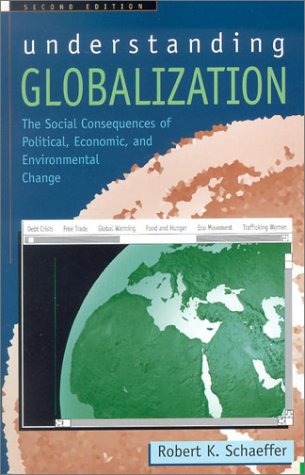 SECOND EDITION
understanding
GLOBALIZATION
The Social Consequences of
Political, Economic, and
Environmental
Change
Debt Crisis Free Trade Global Warming Food and Hunger Eco Movement Trafficking Women
Robert K. Schaeffer